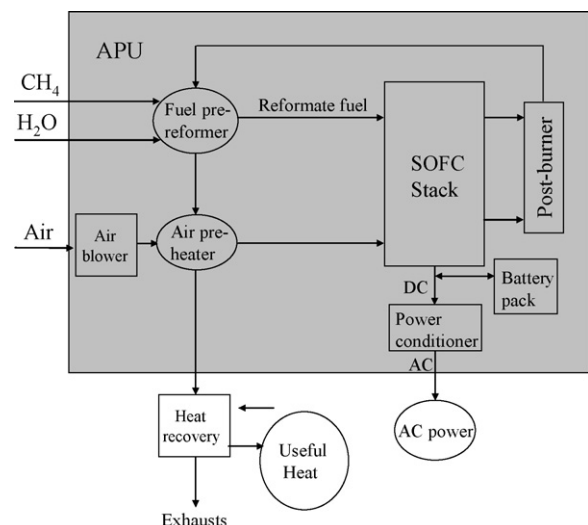 APU
CH₄
H₂O
Fuel pre-
reformer
Reformate fuel
SOFC
Stack
Post-burner
Air
Air
blower
Air pre-
heater
DC
Battery
pack
Power
conditioner
AC
Heat
recovery
Useful
Heat
AC power
Exhausts